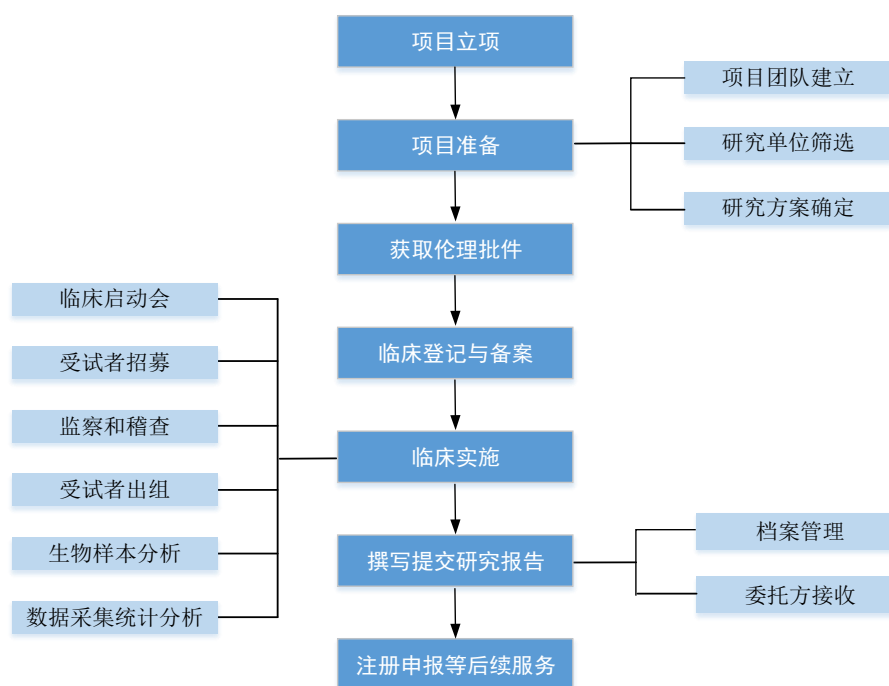 项目立项
项目准备
项目团队建立
研究单位筛选
研究方案确定
获取伦理批件
临床登记与备案
临床实施
临床启动会
受试者招募
监察和稽查
受试者出组
生物样本分析
数据采集统计分析
撰写提交研究报告
档案管理
委托方接收
注册申报等后续服务